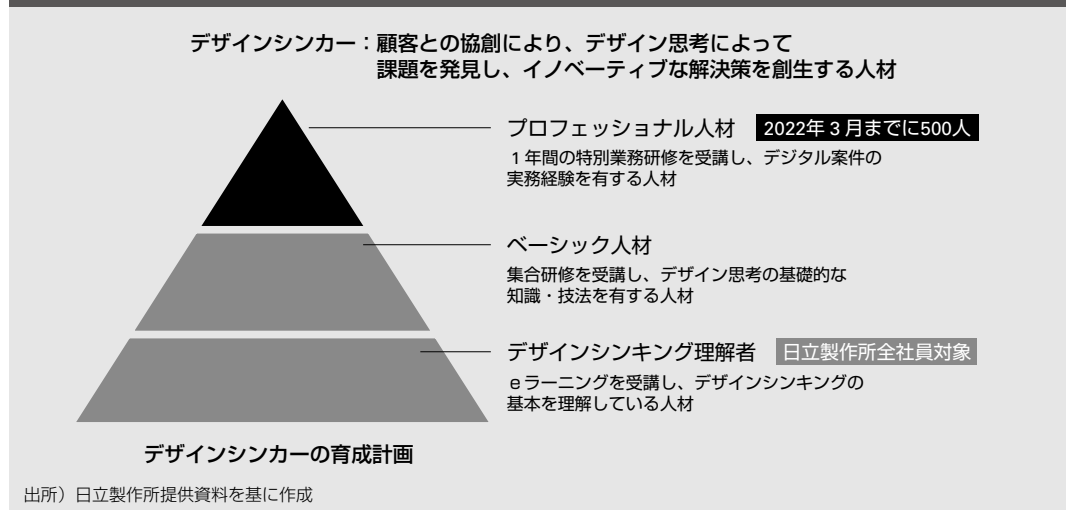 デザインシンカー：顧客との協創により、デザイン思考によって
課題を発見し、イノベーティブな解決策を創生する人材
プロフェッショナル人材 2022年3月までに500人
1年間の特別業務研修を受講し、デジタル案件の
実務経験を有する人材
ベーシック人材
集合研修を受講し、デザイン思考の基礎的な
知識・技法を有する人材
デザインシンキング理解者 日立製作所全社員対象
eラーニングを受講し、デザインシンキングの
基本を理解している人材
デザインシンカーの育成計画
出所）日立製作所提供資料を基に作成